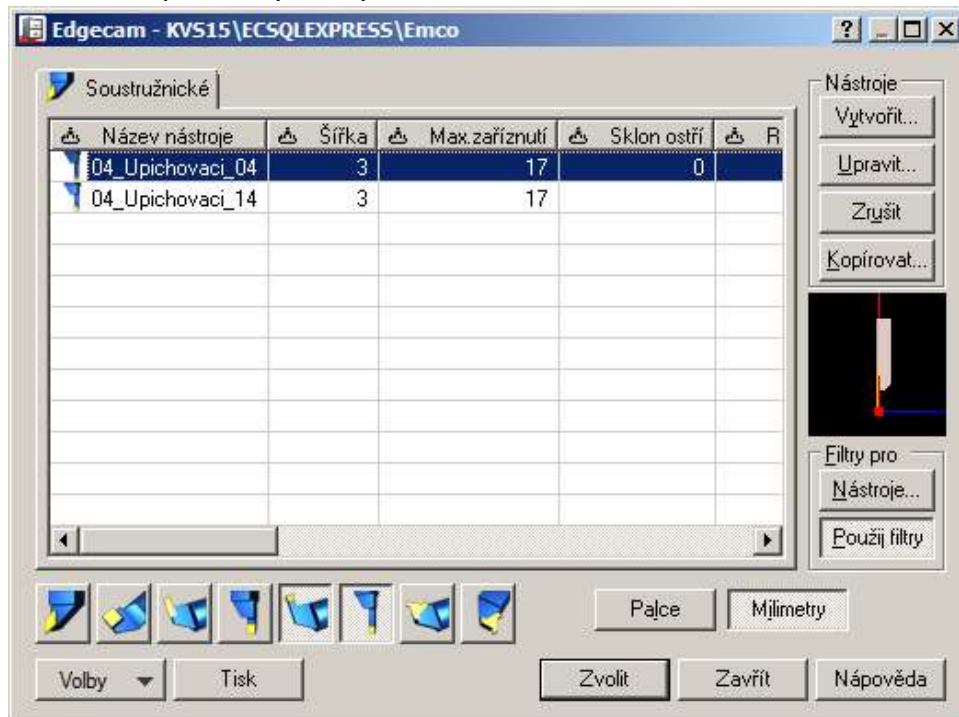 Edgecam - KVS15\ECSQLEXPRESS\Emco
Soustružnické
Název nástroje Šířka Max.zaříznutí Sklon ostří R
04_Upichovaci_04 3 17 0
04_Upichovaci_14 3 17
Nástroje
Vytvořit...
Upravit...
Zrušit
Kopírovat...
Filtry pro
Nástroje...
Použij filtry
Palce Milimetry
Volby Tisk Zvolit Zavřít Nápověda